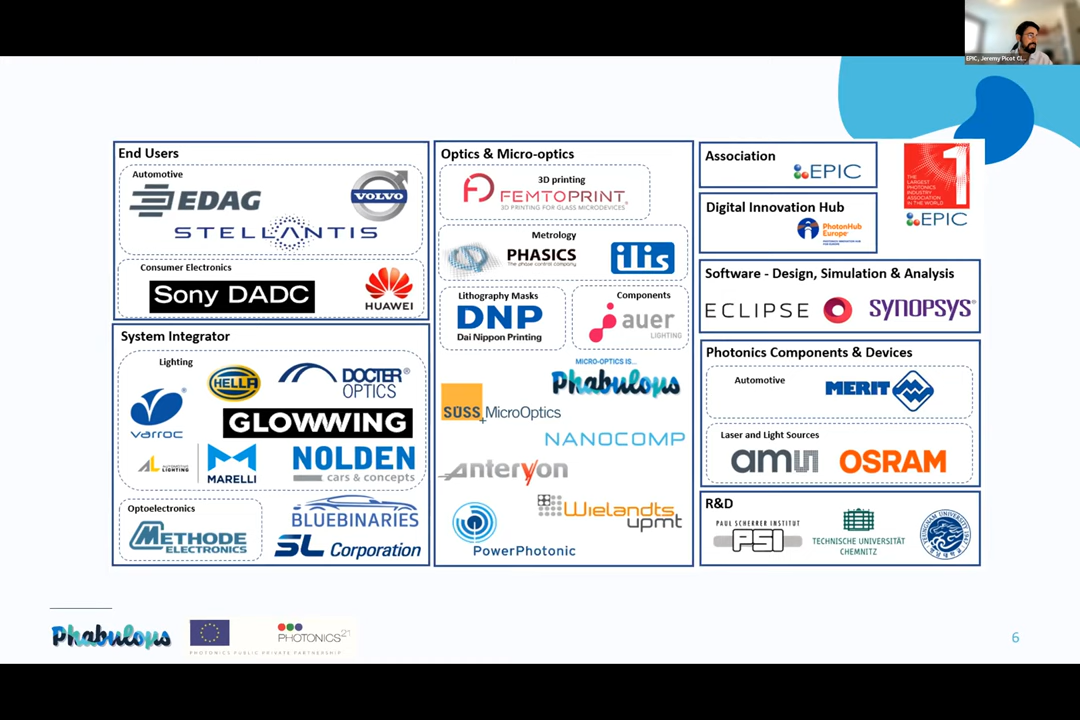 EPIC, Jeremy Picot Cl...
End Users
Automotive
EDAG
VOLVO
STELLANTIS
Consumer Electronics
Sony DADC
HUAWEI
System Integrator
Lighting
HELLA
DOCTER®
OPTICS
varroc
GLOWWING
AUTOMOTIVE
LIGHTING
MARELLI
NOLDEN
cars & concepts
Optoelectronics
METHODE
ELECTRONICS
BLUEBINARIES
SL Corporation
Optics & Micro-optics
3D printing
FEMTOPRINT®
3D PRINTING FOR GLASS MICRODEVICES
Metrology
PHASICS
The phase control company
ilis
Lithography Masks
DNP
Dai Nippon Printing
Components
auer
LIGHTING
MICRO-OPTICS IS...
Phabulous
SUSS MicroOptics
NANOCOMP
anteryon
Wielandts
upmt
PowerPhotonic
Association
EPIC
Digital Innovation Hub
PhotonHub
Europe
1
THE
LARGEST
PHOTONICS
INDUSTRY
ASSOCIATION
IN THE WORLD
EPIC
Software - Design, Simulation & Analysis
ECLIPSE
SYNOPSYS®
Photonics Components & Devices
Automotive
MERIT
Laser and Light Sources
amu
OSRAM
R&D
PAUL SCHERRER INSTITUT
PSI
TECHNISCHE UNIVERSITÄT
CHEMNITZ
Phabulous
PHOTONICS21
PHOTONICS PUBLIC PRIVATE PARTNERSHIP
6